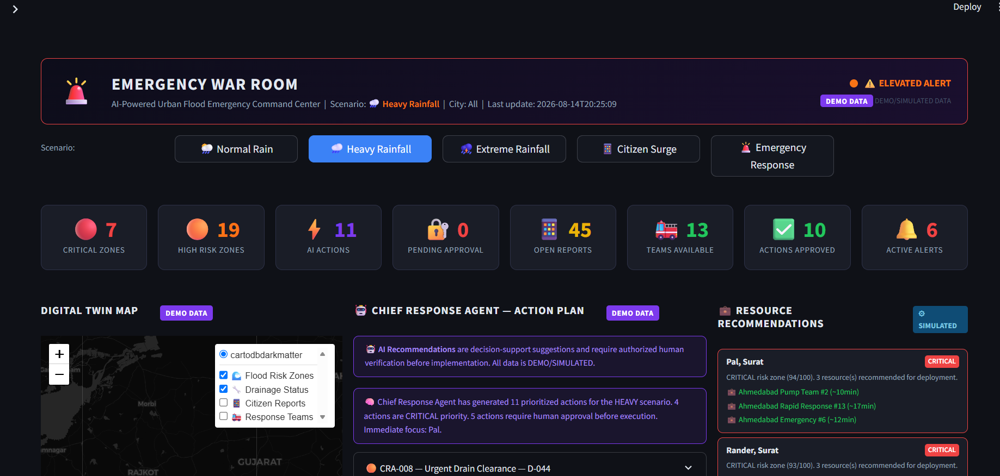 Deploy
EMERGENCY WAR ROOM
AI-Powered Urban Flood Emergency Command Center | Scenario: Heavy Rainfall | City: All | Last update: 2026-08-14T20:25:09
ELEVATED ALERT
DEMO DATA DEMO/SIMULATED DATA
Scenario:
Normal Rain
Heavy Rainfall
Extreme Rainfall
Citizen Surge
Emergency
Response
7
CRITICAL ZONES
19
HIGH RISK ZONES
11
AI ACTIONS
0
PENDING APPROVAL
45
OPEN REPORTS
13
TEAMS AVAILABLE
10
ACTIONS APPROVED
6
ACTIVE ALERTS
DIGITAL TWIN MAP
DEMO DATA
+
−
cartodbdarkmatter
Flood Risk Zones
Drainage Status
Citizen Reports
Response Teams
Morbi
GUJARAT
RAJKOT
CHIEF RESPONSE AGENT — ACTION PLAN
DEMO DATA
AI Recommendations are decision-support suggestions and require authorized human
verification before implementation. All data is DEMO/SIMULATED.
Chief Response Agent has generated 11 prioritized actions for the HEAVY scenario. 4
actions are CRITICAL priority. 5 actions require human approval before execution.
Immediate focus: Pal.
CRA-008 — Urgent Drain Clearance — D-044
RESOURCE
RECOMMENDATIONS
SIMULATED
Pal, Surat
CRITICAL
CRITICAL risk zone (94/100). 3 resource(s) recommended for deployment.
Ahmedabad Pump Team #2 (~10min)
Ahmedabad Rapid Response #13 (~17min)
Ahmedabad Emergency #6 (~12min)
Rander, Surat
CRITICAL
CRITICAL risk zone (93/100). 3 resource(s) recommended for deployment.